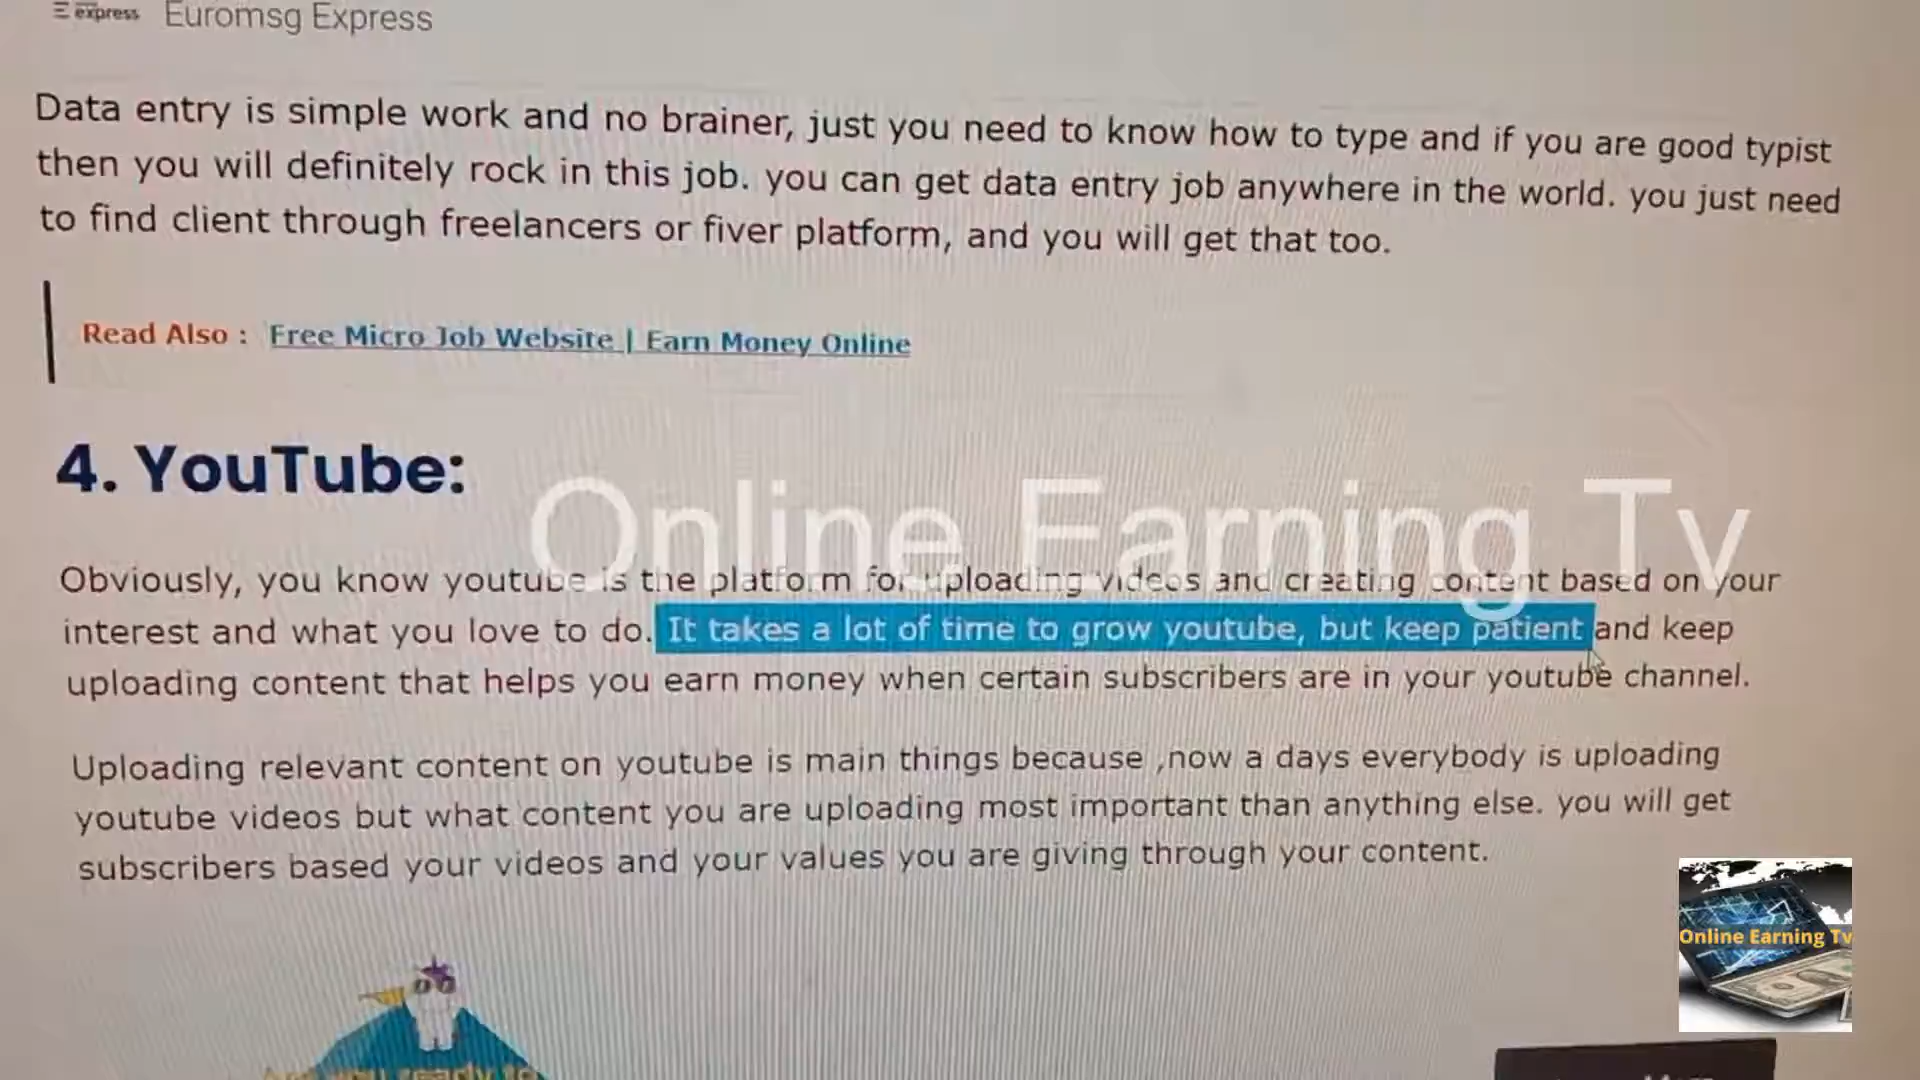 express Euromsg Express
Data entry is simple work and no brainer, just you need to know how to type and if you are good typist
then you will definitely rock in this job. you can get data entry job anywhere in the world. you just need
to find client through freelancers or fiver platform, and you will get that too.
Read Also : Free Micro Job Website | Earn Money Online
4. YouTube:
Online Earning Tv
Obviously, you know youtube is the platform for uploading videos and creating content based on your
interest and what you love to do. It takes a lot of time to grow youtube, but keep patient and keep
uploading content that helps you earn money when certain subscribers are in your youtube channel.
Uploading relevant content on youtube is main things because ,now a days everybody is uploading
youtube videos but what content you are uploading most important than anything else. you will get
subscribers based your videos and your values you are giving through your content.
Online Earning Tv